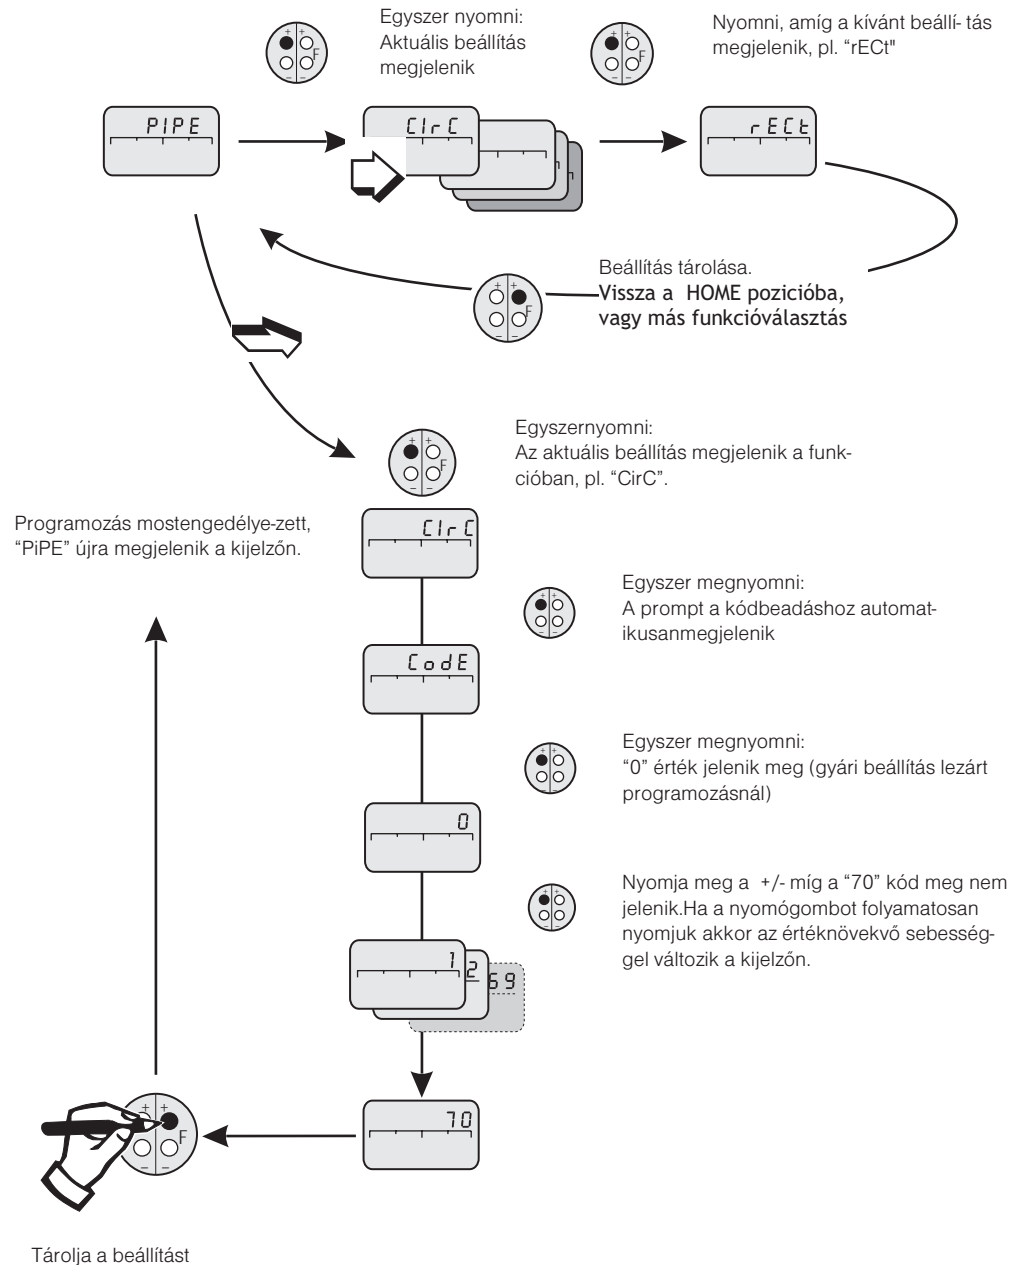 Egyszer nyomni:
Aktuális beállítás
megjelenik
Nyomni, amíg a kívánt beállí- tás
megjelenik, pl. “rECt"
+ +
F
– –
+ +
F
– –
PIPE
CIrC
rECt
Beállítás tárolása.
Vissza a HOME pozicióba,
vagy más funkcióválasztás
+ +
F
– –
Egyszernyomni:
Az aktuális beállítás megjelenik a funk-
cióban, pl. “CirC”.
+ +
F
– –
Programozás mostengedélye-zett,
“PiPE” újra megjelenik a kijelzőn.
CIrC
Egyszer megnyomni:
A prompt a kódbeadáshoz automat-
ikusanmegjelenik
+ +
– –
CodE
Egyszer megnyomni:
“0” érték jelenik meg (gyári beállítás lezárt
programozásnál)
+ +
– –
0
Nyomja meg a +/- míg a “70” kód meg nem
jelenik.Ha a nyomógombot folyamatosan
nyomjuk akkor az értéknövekvő sebesség-
gel változik a kijelzőn.
+ +
– –
1
2
69
70
+ +
F
– –
Tárolja a beállítást